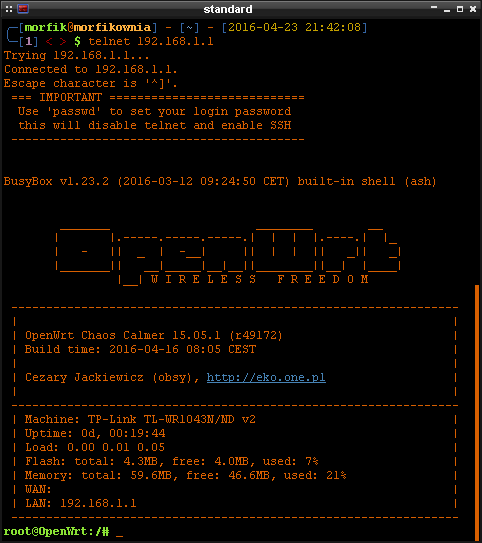 standard
[morfik@morfikownia] - [~] - [2016-04-23 21:42:08]
[1] < > $ telnet 192.168.1.1
Trying 192.168.1.1...
Connected to 192.168.1.1.
Escape character is '^]'.
=== IMPORTANT ============================
Use 'passwd' to set your login password
this will disable telnet and enable SSH
------------------------------------------
BusyBox v1.23.2 (2016-03-12 09:24:50 CET) built-in shell (ash)
OpenWrt
W I R E L E S S   F R E E D O M
| OpenWrt Chaos Calmer 15.05.1 (r49172) |
| Build time: 2016-04-16 08:05 CEST |
| Cezary Jackiewicz (obsy), http://eko.one.pl |
| Machine: TP-Link TL-WR1043N/ND v2 |
| Uptime: 0d, 00:19:44 |
| Load: 0.00 0.01 0.05 |
| Flash: total: 4.3MB, free: 4.0MB, used: 7% |
| Memory: total: 59.6MB, free: 46.6MB, used: 21% |
| WAN: |
| LAN: 192.168.1.1 |
root@OpenWrt:/# _